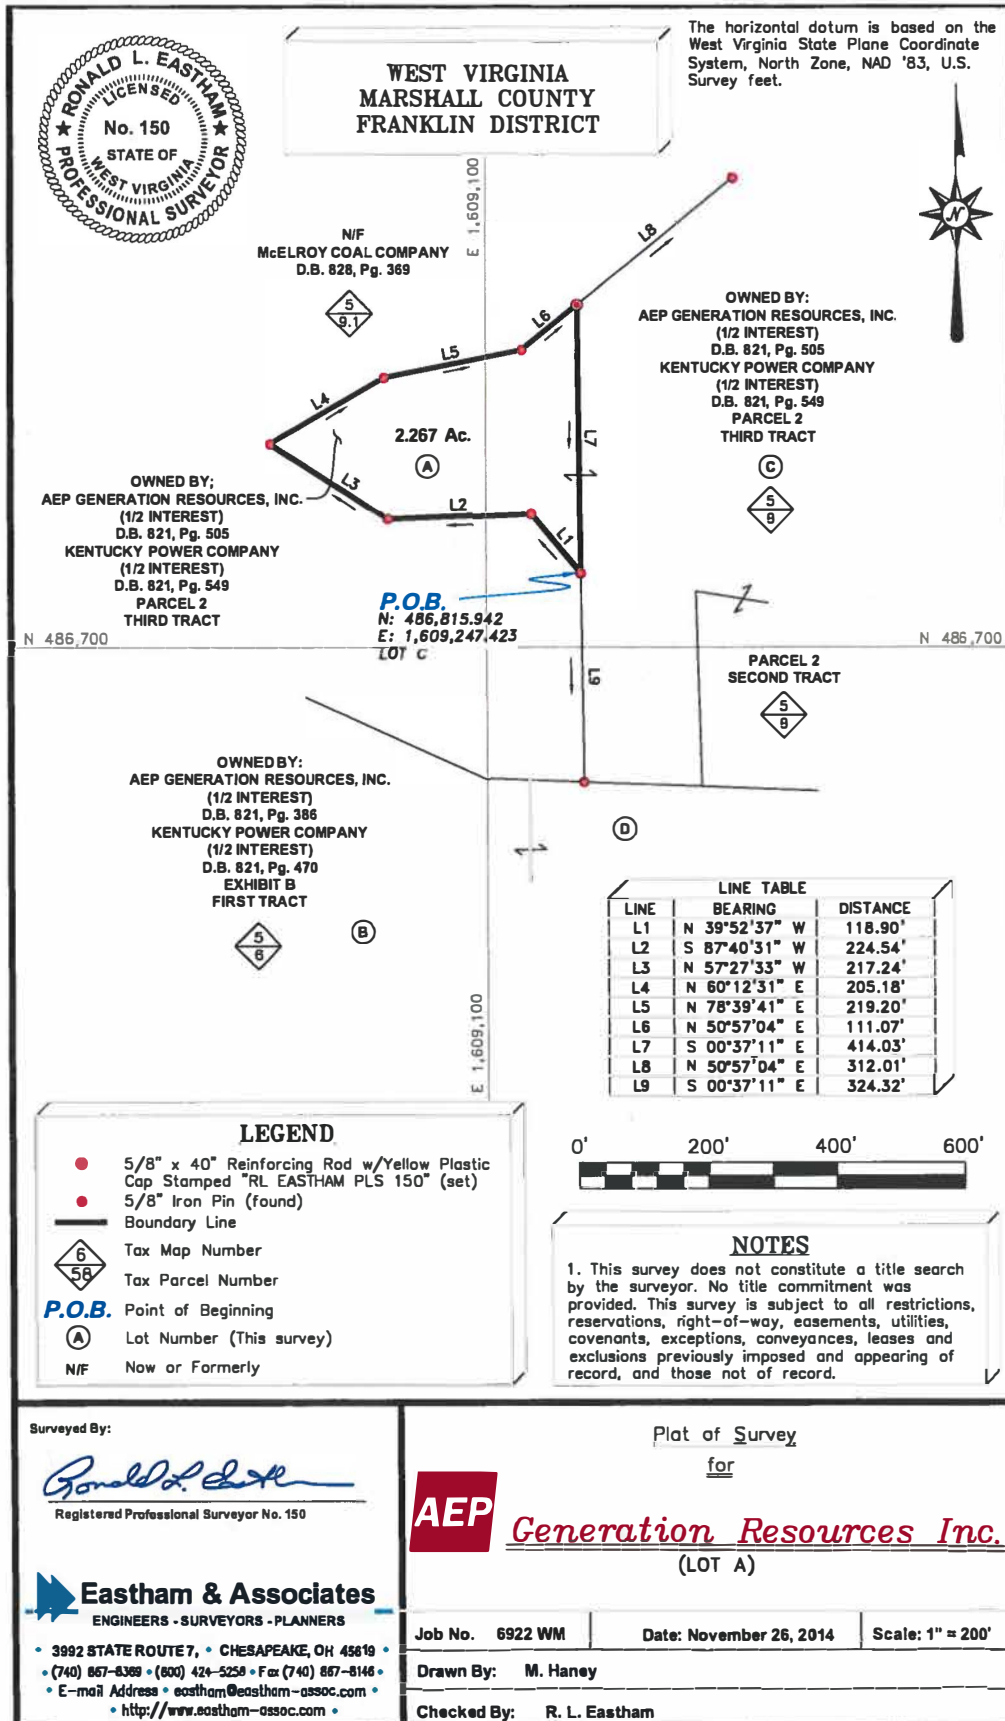 RONALD L. EASTHAM
LICENSED
No. 150
STATE OF
WEST VIRGINIA
PROFESSIONAL SURVEYOR
WEST VIRGINIA
MARSHALL COUNTY
FRANKLIN DISTRICT
The horizontal dotum is based on the
West Virginia State Plane Coordinate
System, North Zone, NAD '83, U.S.
Survey feet.
N
E 1,609,100
N/F
McELROY COAL COMPANY
D.B. 828, Pg. 369
5
9.1
L8
L6
L5
L4
L7
L3
L2
L1
2.267 Ac.
A
OWNED BY:
AEP GENERATION RESOURCES, INC.
(1/2 INTEREST)
D.B. 821, Pg. 505
KENTUCKY POWER COMPANY
(1/2 INTEREST)
D.B. 821, Pg. 549
PARCEL 2
THIRD TRACT
C
5
9
OWNED BY;
AEP GENERATION RESOURCES, INC.
(1/2 INTEREST)
D.B. 821, Pg. 505
KENTUCKY POWER COMPANY
(1/2 INTEREST)
D.B. 821, Pg. 549
PARCEL 2
THIRD TRACT
P.O.B.
N: 486,815.942
E: 1,609,247.423
LOT C
N 486,700
N 486,700
L9
PARCEL 2
SECOND TRACT
5
9
OWNED BY:
AEP GENERATION RESOURCES, INC.
(1/2 INTEREST)
D.B. 821, Pg. 386
KENTUCKY POWER COMPANY
(1/2 INTEREST)
D.B. 821, Pg. 470
EXHIBIT B
FIRST TRACT
5
6
B
D
E 1,609,100
LINE TABLE
LINE BEARING DISTANCE
L1 N 39°52'37" W 118.90'
L2 S 87°40'31" W 224.54'
L3 N 57°27'33" W 217.24'
L4 N 60°12'31" E 205.18'
L5 N 78°39'41" E 219.20'
L6 N 50°57'04" E 111.07'
L7 S 00°37'11" E 414.03'
L8 N 50°57'04" E 312.01'
L9 S 00°37'11" E 324.32'
LEGEND
5/8" x 40" Reinforcing Rod w/Yellow Plastic
Cap Stamped "RL EASTHAM PLS 150" (set)
5/8" Iron Pin (found)
Boundary Line
6 Tax Map Number
58 Tax Parcel Number
P.O.B. Point of Beginning
A Lot Number (This survey)
N/F Now or Formerly
0' 200' 400' 600'
NOTES
1. This survey does not constitute a title search
by the surveyor. No title commitment was
provided. This survey is subject to all restrictions,
reservations, right-of-way, easements, utilities,
covenants, exceptions, conveyances, leases and
exclusions previously imposed and appearing of
record, and those not of record.
Surveyed By:
Ronald L. Eastham
Registered Professional Surveyor No. 150
Eastham & Associates
ENGINEERS - SURVEYORS - PLANNERS
• 3992 STATE ROUTE 7, • CHESAPEAKE, OH 45619 •
• (740) 867-8369 • (800) 424-5258 • Fax (740) 867-8146 •
• E-mail Address • eastham@eastham-assoc.com •
• http://www.eastham-assoc.com •
Plat of Survey
for
AEP Generation Resources Inc.
(LOT A)
Job No. 6922 WM
Date: November 26, 2014
Scale: 1" = 200'
Drawn By: M. Haney
Checked By: R. L. Eastham